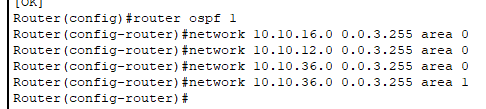 [OK]
Router(config)#router ospf 1
Router(config-router)#network 10.10.16.0 0.0.3.255 area 0
Router(config-router)#network 10.10.12.0 0.0.3.255 area 0
Router(config-router)#network 10.10.36.0 0.0.3.255 area 0
Router(config-router)#network 10.10.36.0 0.0.3.255 area 1
Router(config-router)#